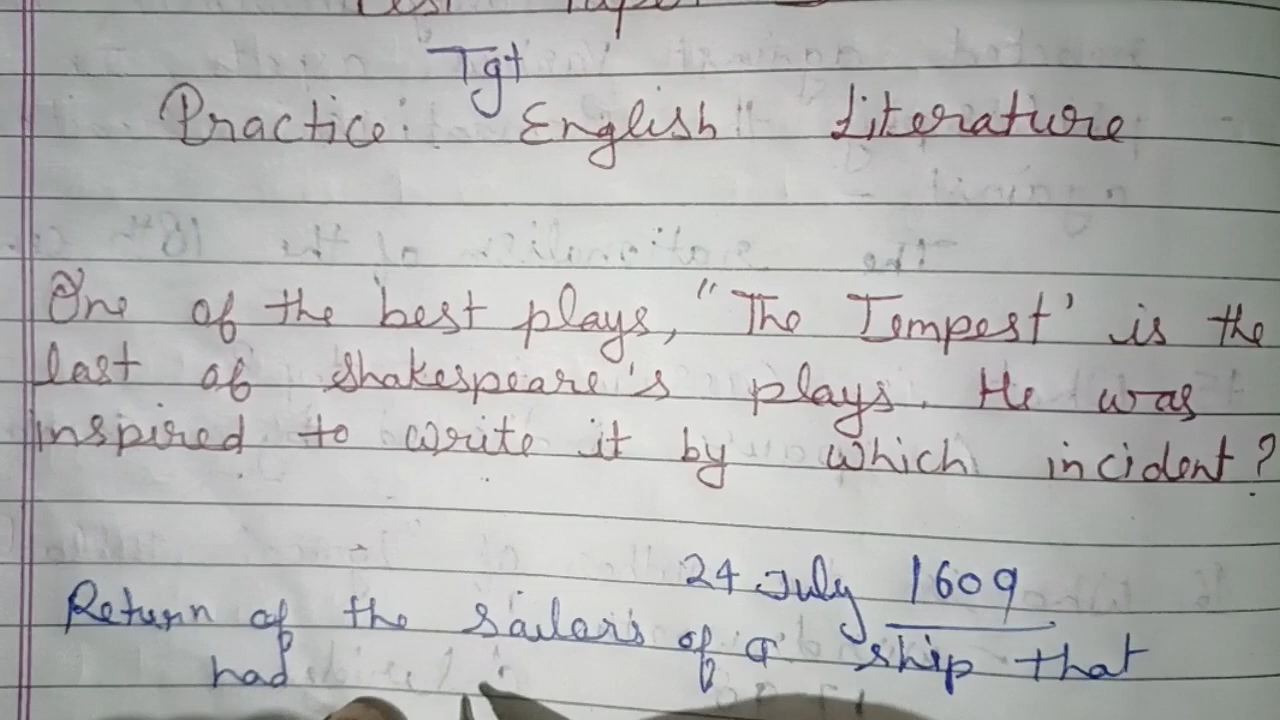 Tgt
Practice: English Literature
One of the best plays, "The Tempest' is the
last of Shakespeare's plays. He was
inspired to write it by which incident?
24 July 1609
Return of the Sailors of a ship that
had